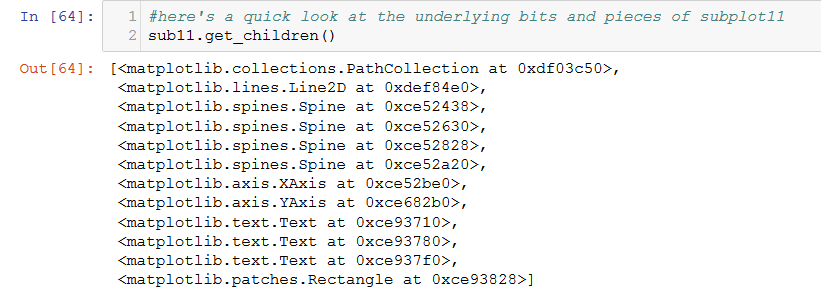 In [64]: 1 #here's a quick look at the underlying bits and pieces of subplot11
2 sub11.get_children()
Out[64]: [<matplotlib.collections.PathCollection at 0xdf03c50>,
<matplotlib.lines.Line2D at 0xdef84e0>,
<matplotlib.spines.Spine at 0xce52438>,
<matplotlib.spines.Spine at 0xce52630>,
<matplotlib.spines.Spine at 0xce52828>,
<matplotlib.spines.Spine at 0xce52a20>,
<matplotlib.axis.XAxis at 0xce52be0>,
<matplotlib.axis.YAxis at 0xce682b0>,
<matplotlib.text.Text at 0xce93710>,
<matplotlib.text.Text at 0xce93780>,
<matplotlib.text.Text at 0xce937f0>,
<matplotlib.patches.Rectangle at 0xce93828>]